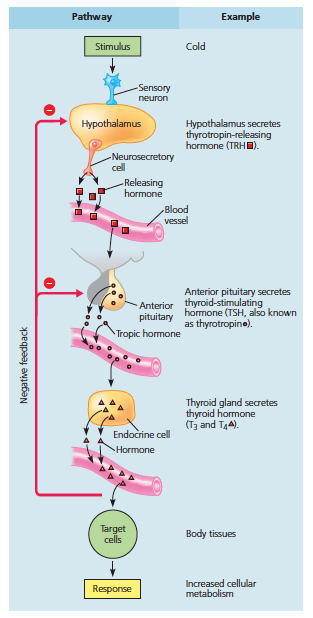 Pathway
Example
Stimulus
Cold
Sensory
neuron
−
Hypothalamus
Hypothalamus secretes
thyrotropin-releasing
hormone (TRH■).
Neurosecretory
cell
Releasing
hormone
Blood
vessel
−
Anterior
pituitary
Tropic hormone
Anterior pituitary secretes
thyroid-stimulating
hormone (TSH, also known
as thyrotropin●).
Negative feedback
Thyroid gland secretes
thyroid hormone
(T3 and T4▲).
Endocrine cell
Hormone
Target
cells
Body tissues
Response
Increased cellular
metabolism